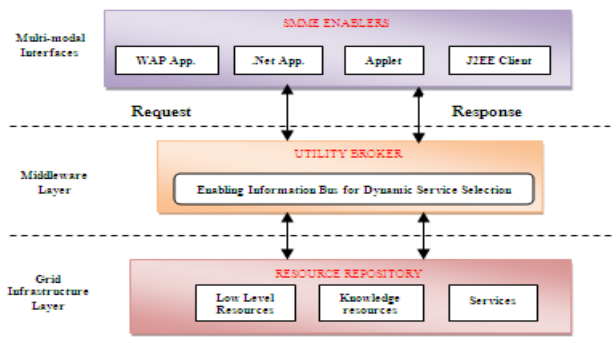 SMME ENABLERS
Multi-modal
Interfaces
WAP App.
.Net App.
Applet
J2EE Client
Request
Response
UTILITY BROKER
Middleware
Layer
Enabling Information Bus for Dynamic Service Selection
RESOURCE REPOSITORY
Grid
Infrastructure
Layer
Low Level
Resources
Knowledge
resources
Services